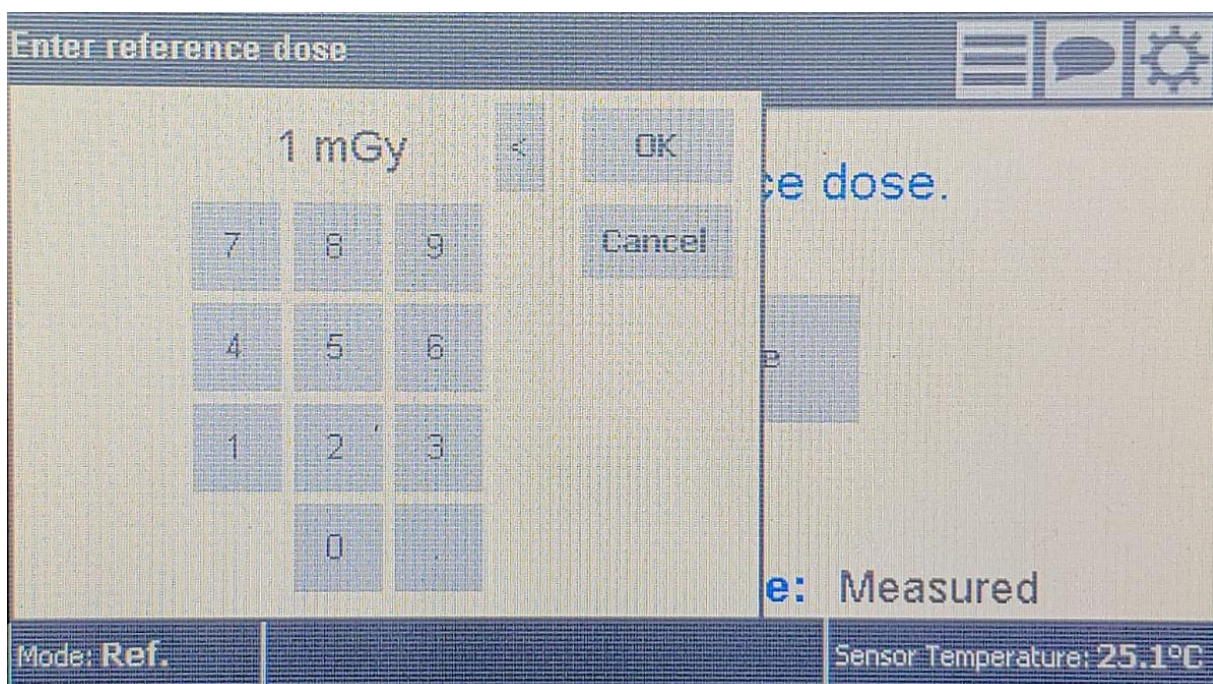 Enter reference dose
1 mGy < OK
ce dose.
7 8 9 Cancel
4 5 6
e
1 2 3
0 .
e: Measured
Mode: Ref. Sensor Temperature: 25.1°C